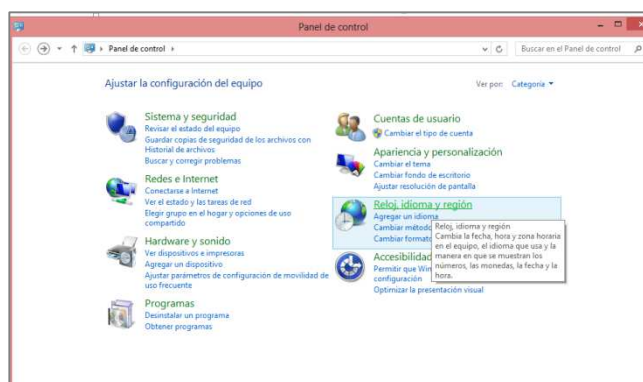 Panel de control
Panel de control
Buscar en el Panel de control
Ajustar la configuración del equipo
Ver por: Categoría
Sistema y seguridad
Revisar el estado del equipo
Guardar copias de seguridad de los archivos con
Historial de archivos
Buscar y corregir problemas
Redes e Internet
Conectarse a Internet
Ver el estado y las tareas de red
Elegir grupo en el hogar y opciones de uso
compartido
Hardware y sonido
Ver dispositivos e impresoras
Agregar un dispositivo
Ajustar parámetros de configuración de movilidad de
uso frecuente
Programas
Desinstalar un programa
Obtener programas
Cuentas de usuario
Cambiar el tipo de cuenta
Apariencia y personalización
Cambiar el tema
Cambiar fondo de escritorio
Ajustar resolución de pantalla
Reloj, idioma y región
Agregar un idioma
Cambiar métod
Cambiar format
Reloj, idioma y región
Cambia la fecha, hora y zona horaria
en el equipo, el idioma que usa y la
manera en que se muestran los
números, las monedas, la fecha y la
hora.
Accesibilidad
Permitir que Win
configuración
Optimizar la presentación visual